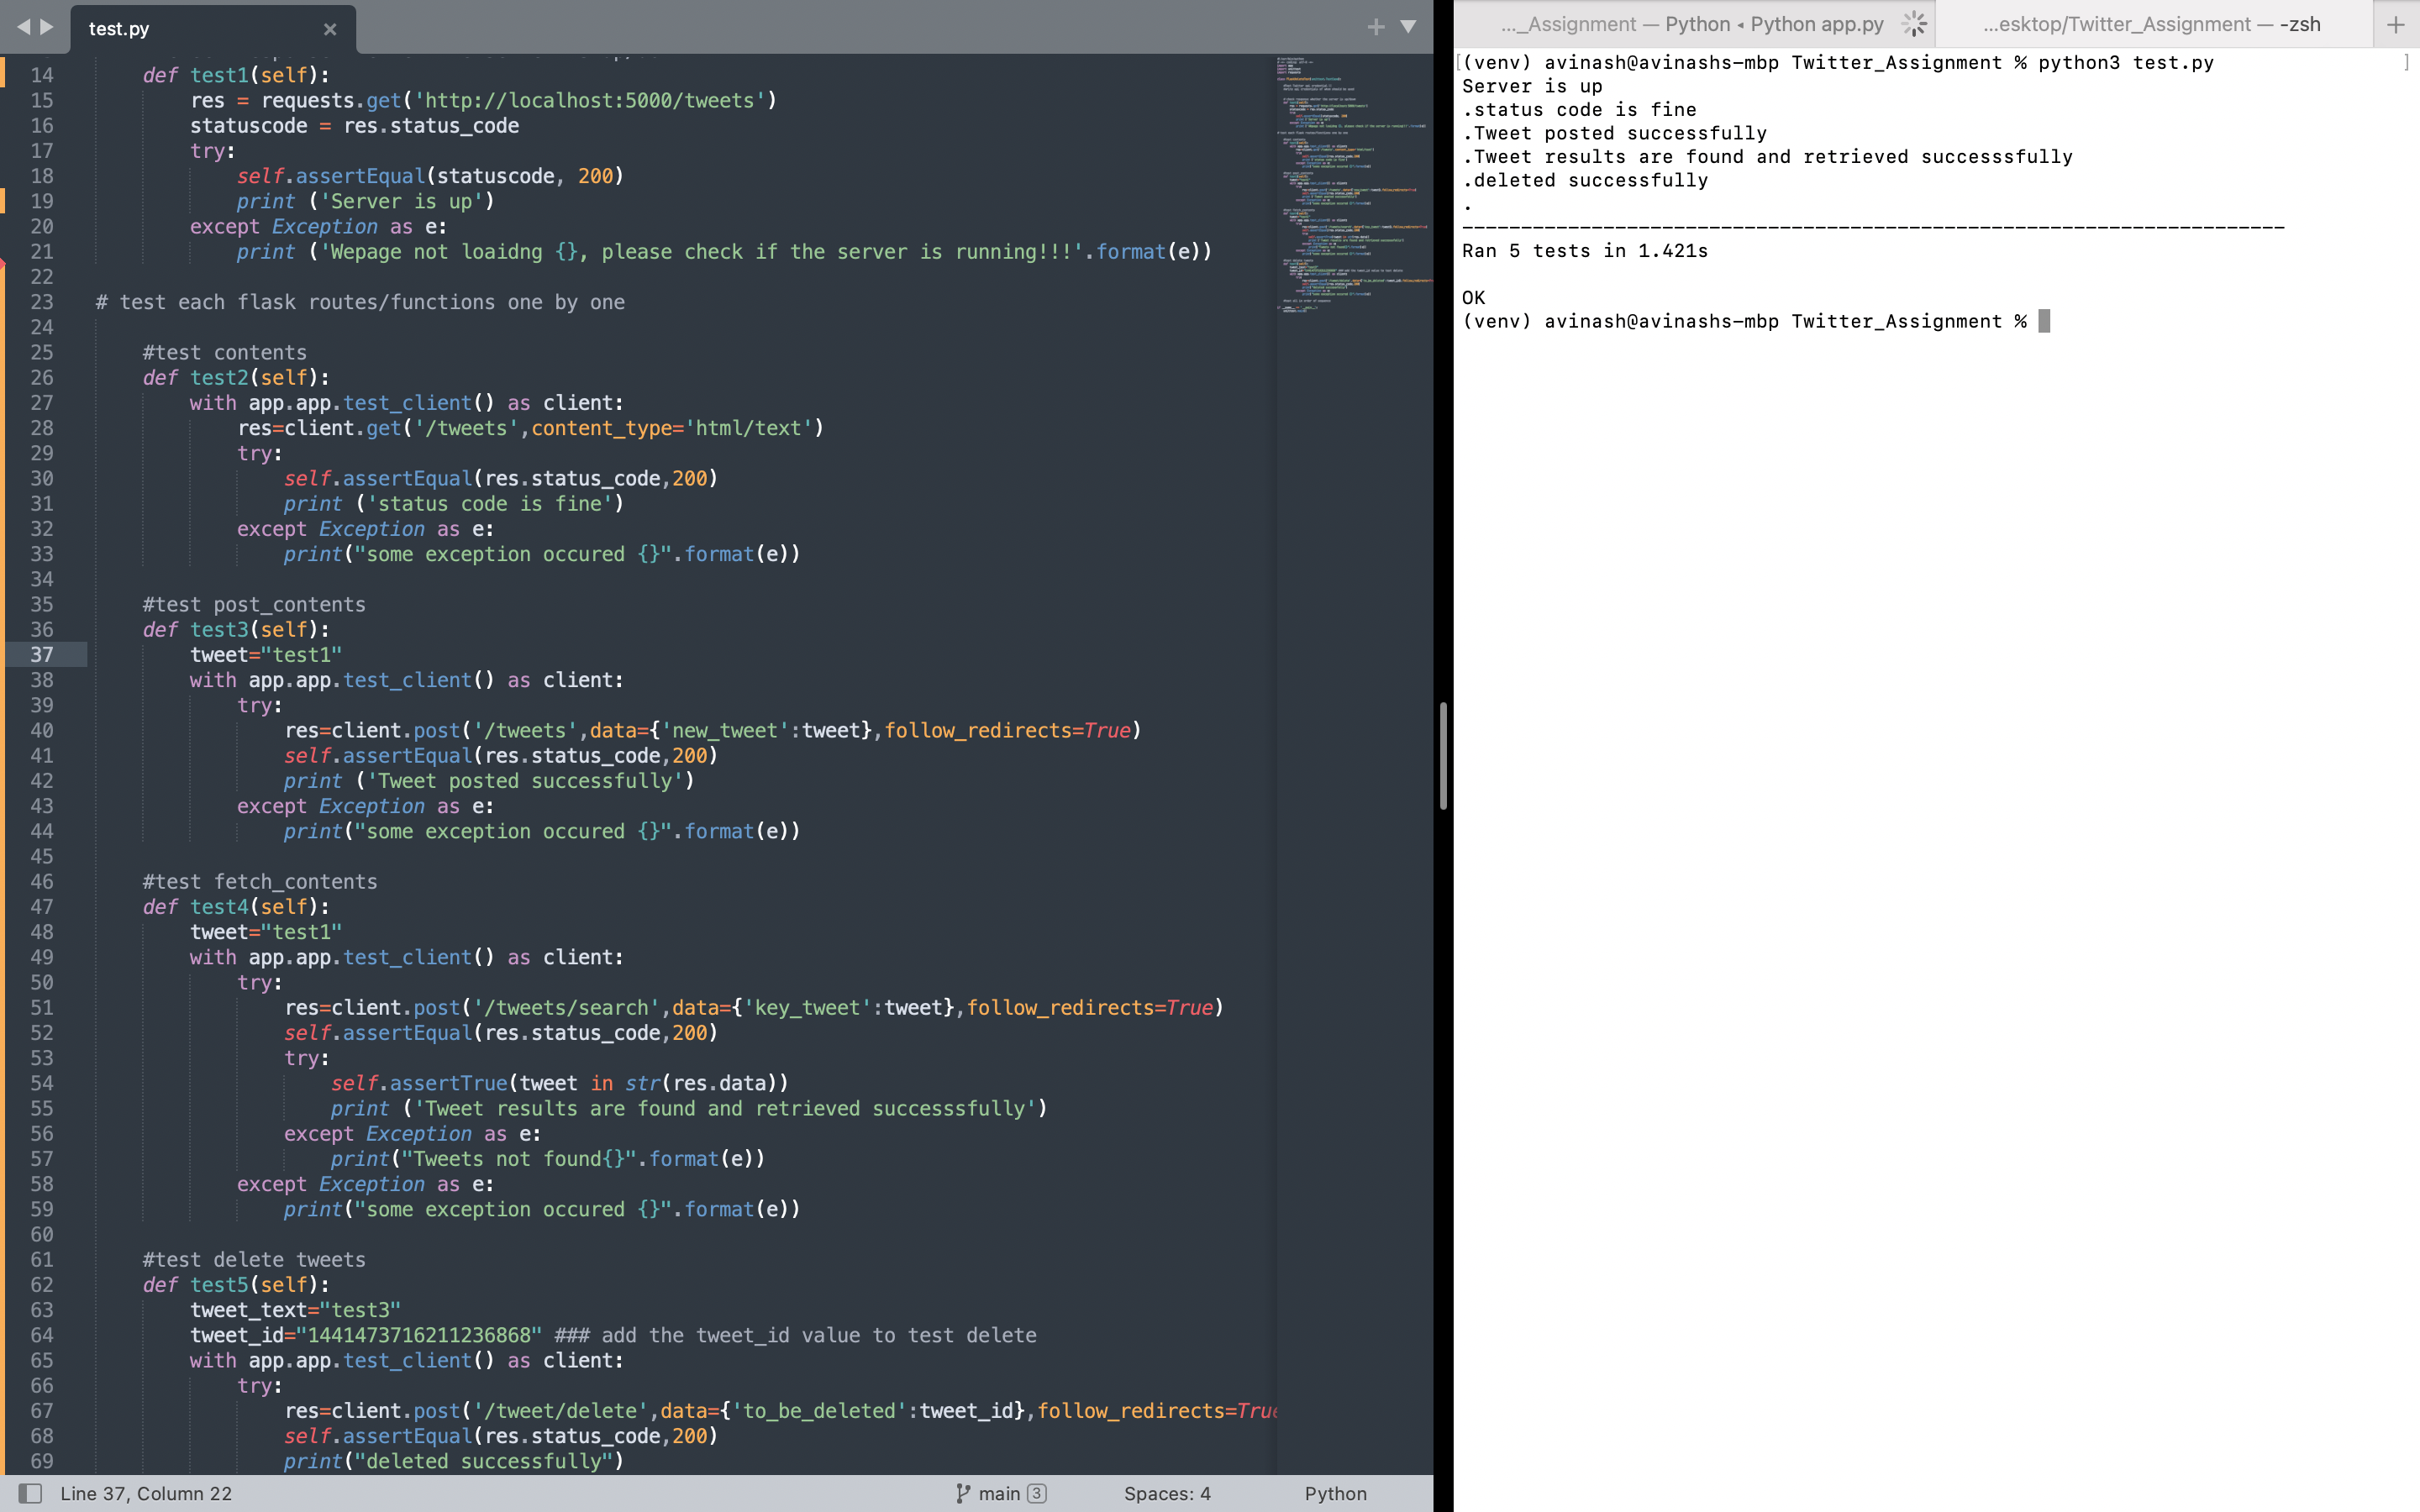 test.py
14 def test1(self):
15 res = requests.get('http://localhost:5000/tweets')
16 statuscode = res.status_code
17 try:
18 self.assertEqual(statuscode, 200)
19 print ('Server is up')
20 except Exception as e:
21 print ('Wepage not loaidng {}, please check if the server is running!!!'.format(e))
22
23 # test each flask routes/functions one by one
24
25 #test contents
26 def test2(self):
27 with app.app.test_client() as client:
28 res=client.get('/tweets',content_type='html/text')
29 try:
30 self.assertEqual(res.status_code,200)
31 print ('status code is fine')
32 except Exception as e:
33 print("some exception occured {}".format(e))
34
35 #test post_contents
36 def test3(self):
37 tweet="test1"
38 with app.app.test_client() as client:
39 try:
40 res=client.post('/tweets',data={'new_tweet':tweet},follow_redirects=True)
41 self.assertEqual(res.status_code,200)
42 print ('Tweet posted successfully')
43 except Exception as e:
44 print("some exception occured {}".format(e))
45
46 #test fetch_contents
47 def test4(self):
48 tweet="test1"
49 with app.app.test_client() as client:
50 try:
51 res=client.post('/tweets/search',data={'key_tweet':tweet},follow_redirects=True)
52 self.assertEqual(res.status_code,200)
53 try:
54 self.assertTrue(tweet in str(res.data))
55 print ('Tweet results are found and retrieved successsfully')
56 except Exception as e:
57 print("Tweets not found{}".format(e))
58 except Exception as e:
59 print("some exception occured {}".format(e))
60
61 #test delete tweets
62 def test5(self):
63 tweet_text="test3"
64 tweet_id="1441473716211236868" ### add the tweet_id value to test delete
65 with app.app.test_client() as client:
66 try:
67 res=client.post('/tweet/delete',data={'to_be_deleted':tweet_id},follow_redirects=True
68 self.assertEqual(res.status_code,200)
69 print("deleted successfully")
Line 37, Column 22 main 3 Spaces: 4 Python
..._Assignment — Python ◂ Python app.py ...esktop/Twitter_Assignment — -zsh
[(venv) avinash@avinashs-mbp Twitter_Assignment % python3 test.py ]
Server is up
.status code is fine
.Tweet posted successfully
.Tweet results are found and retrieved successsfully
.deleted successfully
.
----------------------------------------------------------------------
Ran 5 tests in 1.421s
OK
(venv) avinash@avinashs-mbp Twitter_Assignment %